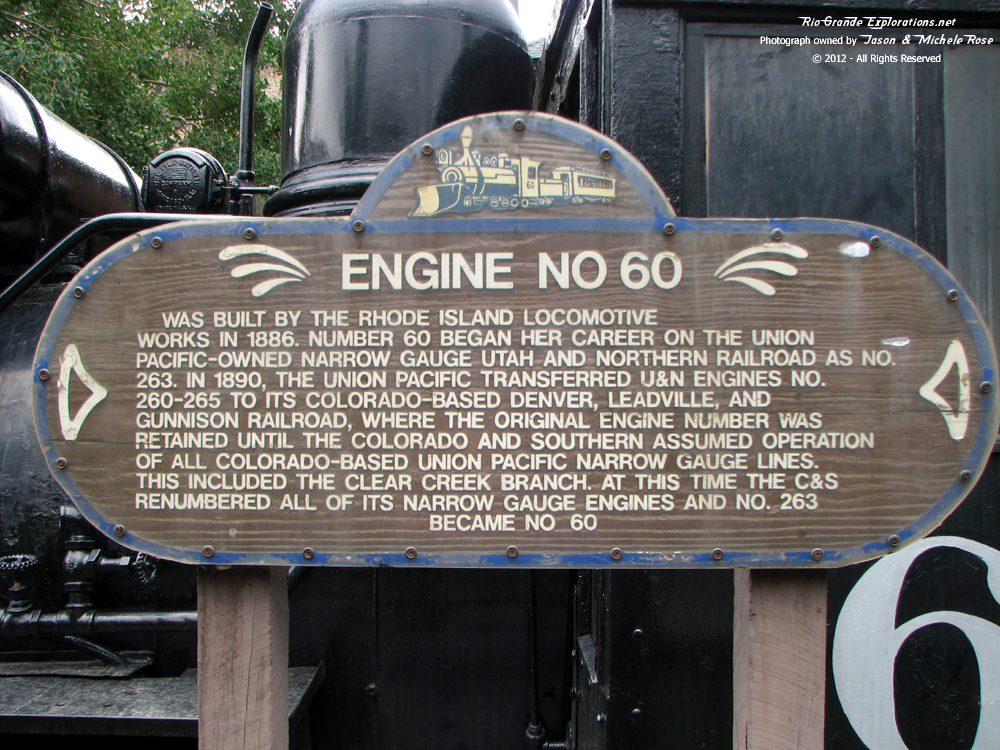 Rio Grande Explorations.net
Photograph owned by Jason & Michele Rose
© 2012 - All Rights Reserved
60
ENGINE NO 60
WAS BUILT BY THE RHODE ISLAND LOCOMOTIVE
WORKS IN 1886. NUMBER 60 BEGAN HER CAREER ON THE UNION
PACIFIC-OWNED NARROW GAUGE UTAH AND NORTHERN RAILROAD AS NO.
263. IN 1890, THE UNION PACIFIC TRANSFERRED U&N ENGINES NO.
260-265 TO ITS COLORADO-BASED DENVER, LEADVILLE, AND
GUNNISON RAILROAD, WHERE THE ORIGINAL ENGINE NUMBER WAS
RETAINED UNTIL THE COLORADO AND SOUTHERN ASSUMED OPERATION
OF ALL COLORADO-BASED UNION PACIFIC NARROW GAUGE LINES.
THIS INCLUDED THE CLEAR CREEK BRANCH. AT THIS TIME THE C&S
RENUMBERED ALL OF ITS NARROW GAUGE ENGINES AND NO. 263
BECAME NO 60
6